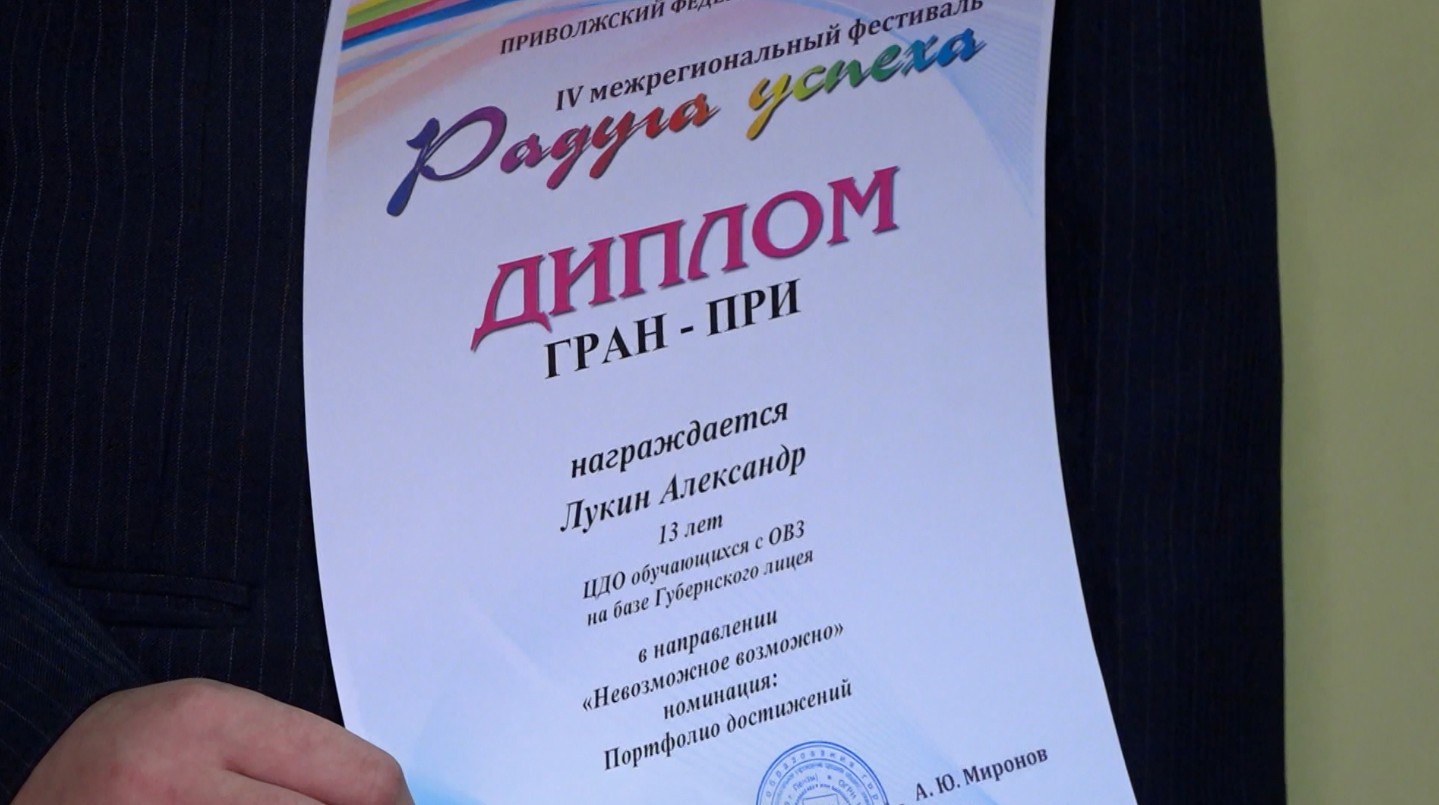 ПРИВОЛЖСКИЙ
IV межрегиональный фестиваль
Радуга успеха
ДИПЛОМ
ГРАН - ПРИ
награждается
Лукин Александр
13 лет
ЦДО обучающихся с ОВЗ
на базе Губернского лицея
в направлении
«Невозможное возможно»
номинация:
Портфолио достижений
А. Ю. Миронов